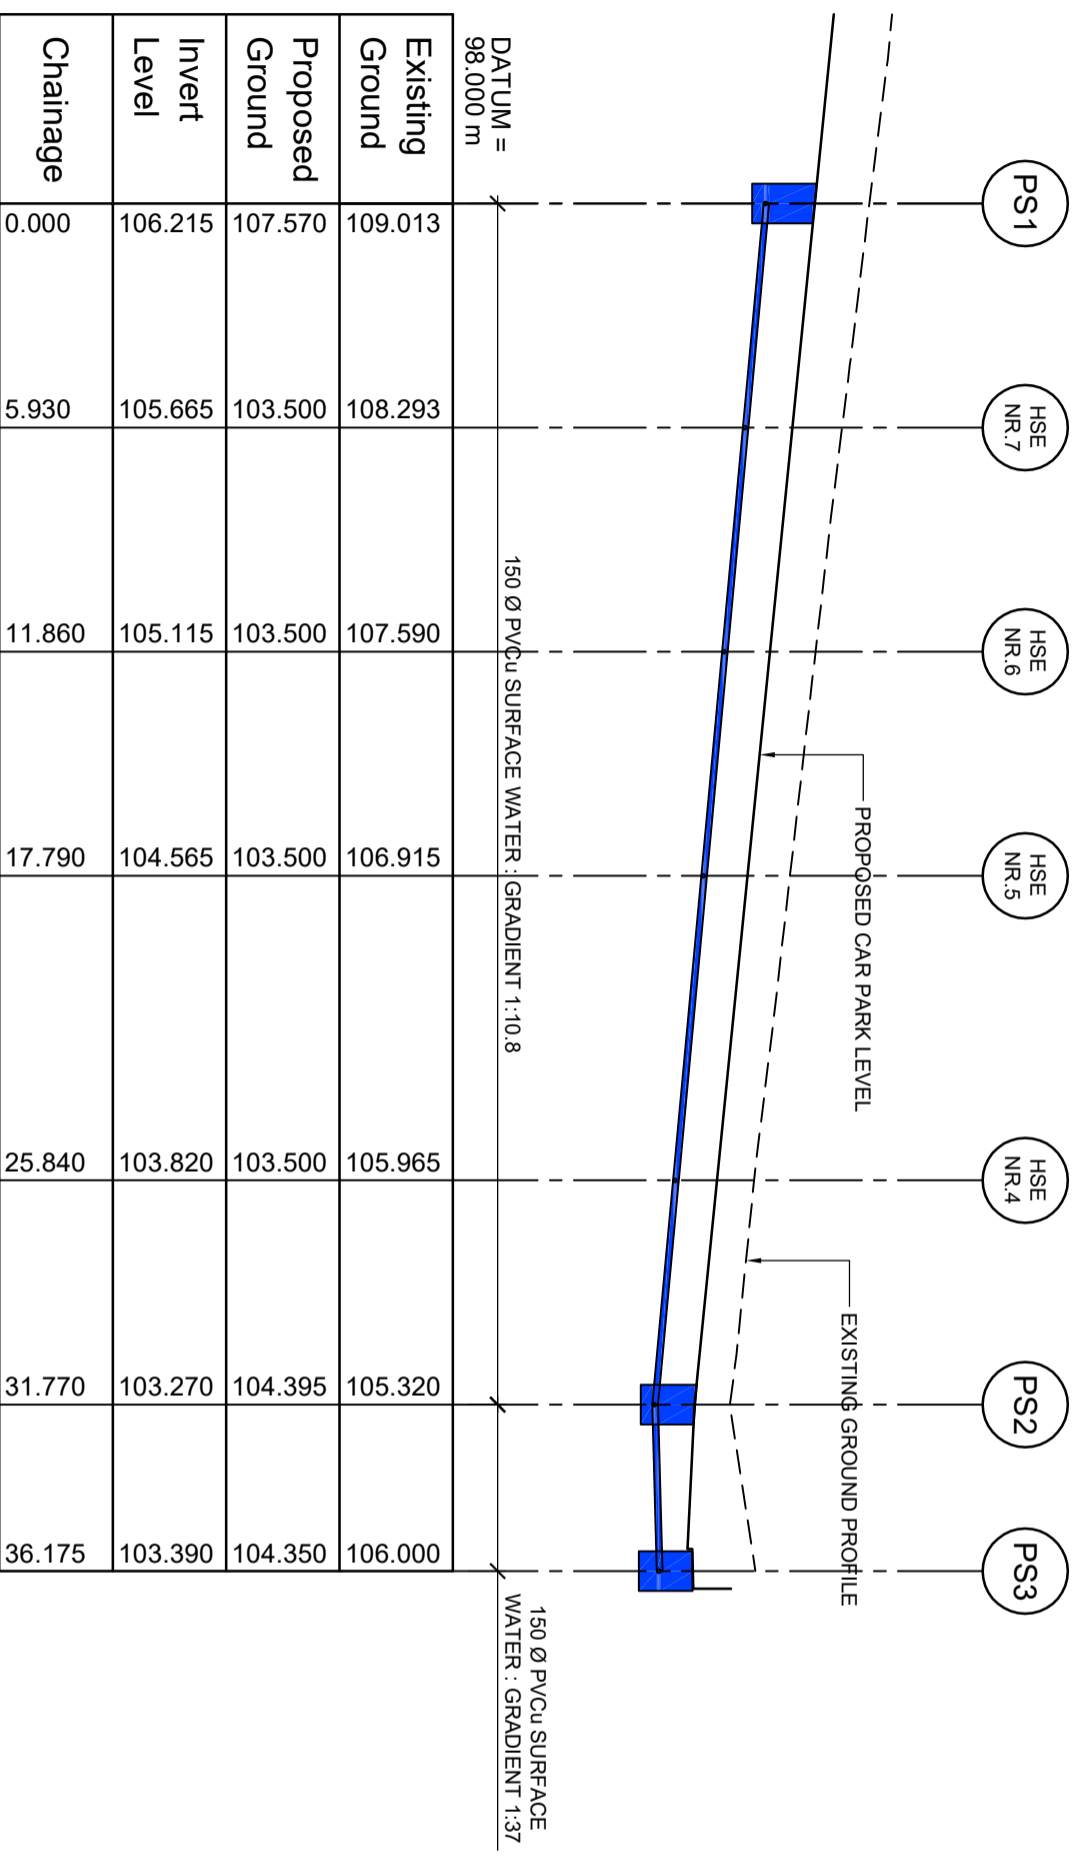 PS1
HSE
NR.7
HSE
NR.6
HSE
NR.5
HSE
NR.4
PS2
PS3
PROPOSED CAR PARK LEVEL
EXISTING GROUND PROFILE
DATUM =
98.000 m
150 Ø PVCu SURFACE WATER : GRADIENT 1:10.8
150 Ø PVCu SURFACE
WATER : GRADIENT 1:37
Existing
Ground
109.013 108.293 107.590 106.915 105.965 105.320 106.000
Proposed
Ground
107.570 103.500 103.500 103.500 103.500 104.395 104.350
Invert
Level
106.215 105.665 105.115 104.565 103.820 103.270 103.390
Chainage
0.000 5.930 11.860 17.790 25.840 31.770 36.175